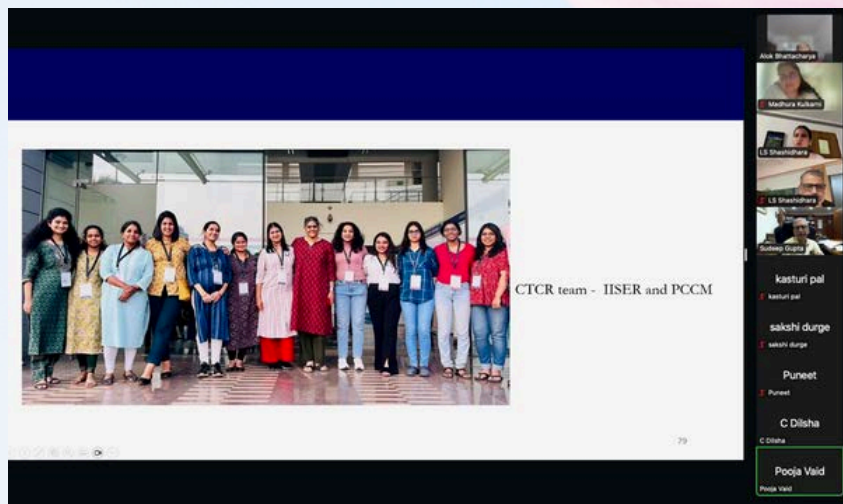 CTCR team - IISER and PCCM
79
Alok Bhattacharya
Madhura Kulkarni
LS Shashidhara
LS Shashidhara
Sudeep Gupta
kasturi pal
kasturi pal
sakshi durge
sakshi durge
Puneet
Puneet
C Dilsha
C Dilsha
Pooja Vaid
Pooja Vaid